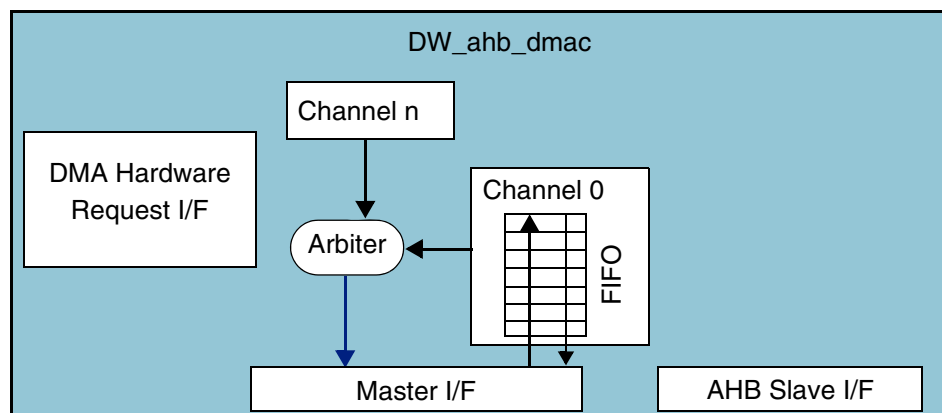 DW_ahb_dmac
Channel n
DMA Hardware
Request I/F
Channel 0
Arbiter
FIFO
Master I/F
AHB Slave I/F